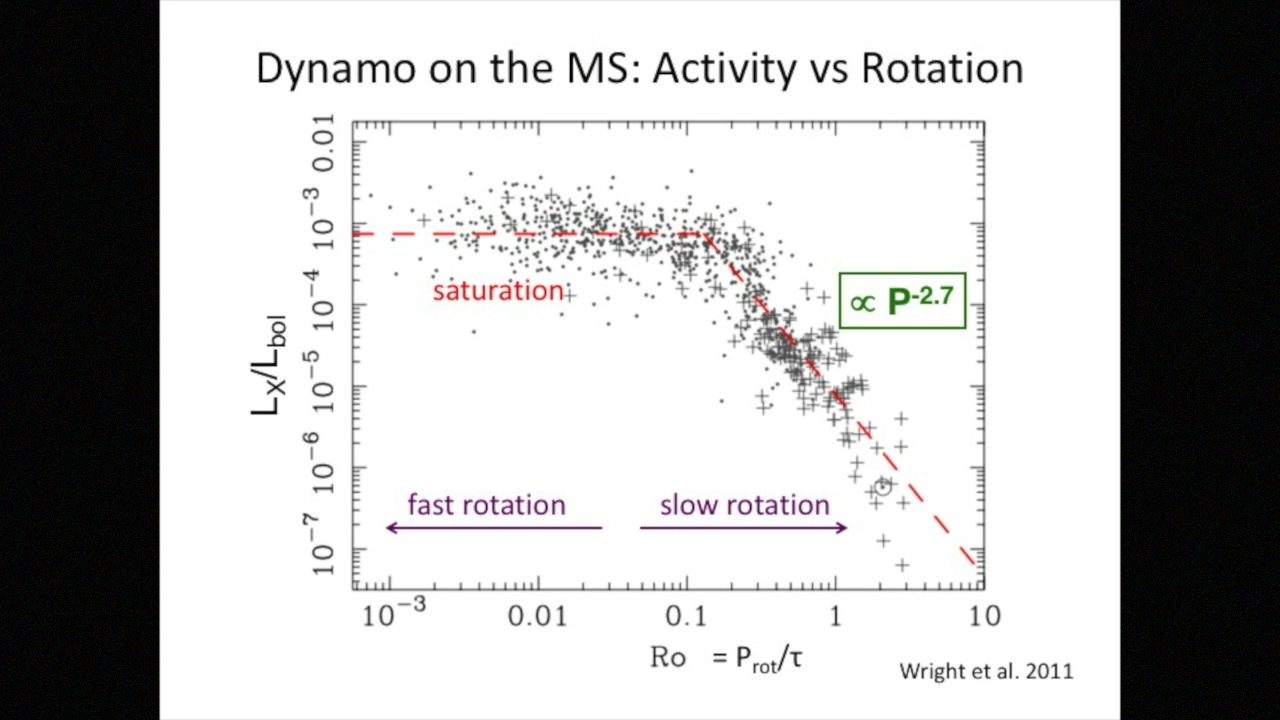 Dynamo on the MS: Activity vs Rotation
0.01
10⁻³
10⁻⁴
10⁻⁵
10⁻⁶
10⁻⁷
L_X/L_bol
saturation
∝ P^-2.7
fast rotation
slow rotation
10⁻³ 0.01 0.1 1 10
Ro = P_rot/τ
Wright et al. 2011